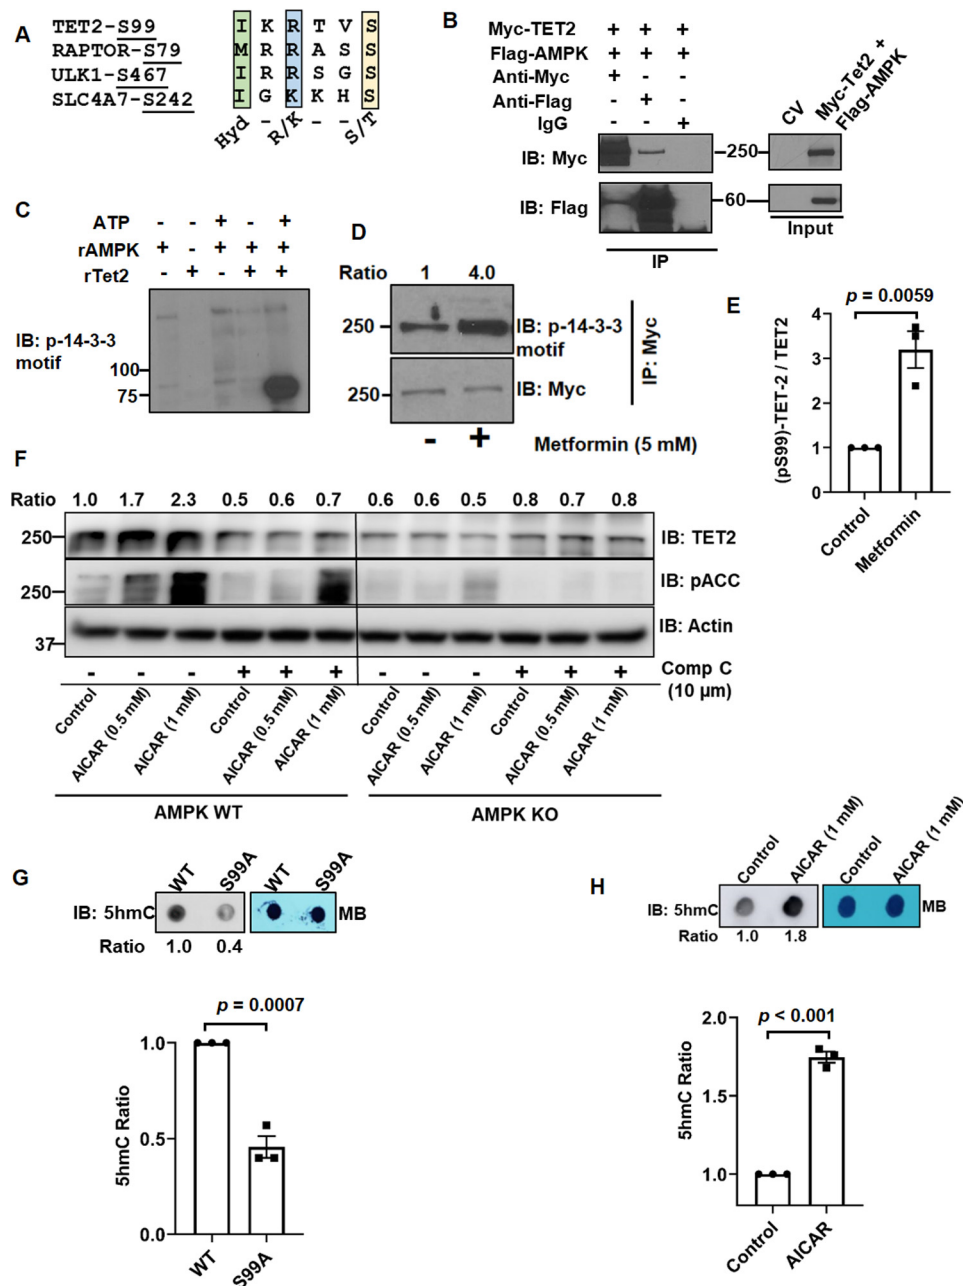 A
TET2-S99 I K R T V S
RAPTOR-S79 M R R A S S
ULK1-S467 I R R S G S
SLC4A7-S242 I G K K H S
Hyd - R/K - - S/T
B
Myc-TET2 + + +
Flag-AMPK + + +
Anti-Myc + - -
Anti-Flag - + -
IgG - - +
CV
Myc-Tet2 +
Flag-AMPK
IB: Myc
250
IB: Flag
60
IP
Input
C
ATP - - + - +
rAMPK + - + + +
rTet2 - + - + +
IB: p-14-3-3
motif
100
75
D
Ratio 1 4.0
250
IB: p-14-3-3
motif
250
IB: Myc
IP: Myc
- + Metformin (5 mM)
E
p = 0.0059
(pS99)-TET-2 / TET2
5
4
3
2
1
0
Control
Metformin
F
Ratio 1.0 1.7 2.3 0.5 0.6 0.7 0.6 0.6 0.5 0.8 0.7 0.8
250
IB: TET2
250
IB: pACC
37
IB: Actin
- - - + + + - - - + + + Comp C
(10 µm)
Control
AICAR (0.5 mM)
AICAR (1 mM)
Control
AICAR (0.5 mM)
AICAR (1 mM)
Control
AICAR (0.5 mM)
AICAR (1 mM)
Control
AICAR (0.5 mM)
AICAR (1 mM)
AMPK WT
AMPK KO
G
WT
S99A
WT
S99A
IB: 5hmC
MB
Ratio 1.0 0.4
p = 0.0007
5hmC Ratio
1.0
0.5
0.0
WT
S99A
H
Control
AICAR (1 mM)
Control
AICAR (1 mM)
IB: 5hmC
MB
Ratio 1.0 1.8
p < 0.001
5hmC Ratio
2.0
1.5
1.0
Control
AICAR